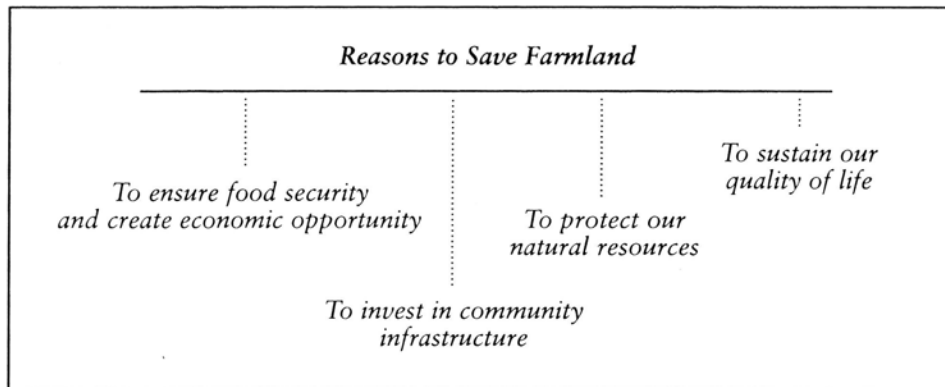 Reasons to Save Farmland
To ensure food security
and create economic opportunity
To invest in community
infrastructure
To protect our
natural resources
To sustain our
quality of life